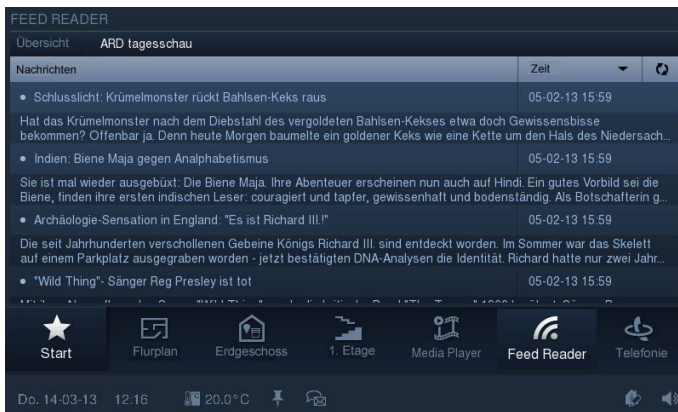 FEED READER
Übersicht ARD tagesschau
Nachrichten Zeit
• Schlusslicht: Krümelmonster rückt Bahlsen-Keks raus 05-02-13 15:59
Hat das Krümelmonster nach dem Diebstahl des vergoldeten Bahlsen-Kekses etwa doch Gewissensbisse
bekommen? Offenbar ja. Denn heute Morgen baumelte ein goldener Keks wie eine Kette um den Hals des Niedersach...
• Indien: Biene Maja gegen Analphabetismus 05-02-13 15:59
Sie ist mal wieder ausgebüxt: Die Biene Maja. Ihre Abenteuer erscheinen nun auch auf Hindi. Ein gutes Vorbild sei die
Biene, finden ihre ersten indischen Leser: couragiert und tapfer, gewissenhaft und bodenständig. Als Botschafterin g...
• Archäologie-Sensation in England: "Es ist Richard III.!" 05-02-13 15:59
Die seit Jahrhunderten verschollenen Gebeine Königs Richard III. sind entdeckt worden. Im Sommer war das Skelett
auf einem Parkplatz ausgegraben worden - jetzt bestätigten DNA-Analysen die Identität. Richard hatte nur zwei Jahr...
• "Wild Thing"- Sänger Reg Presley ist tot 05-02-13 15:59
Start Flurplan Erdgeschoss 1. Etage Media Player Feed Reader Telefonie
Do. 14-03-13 12:16 20.0°C